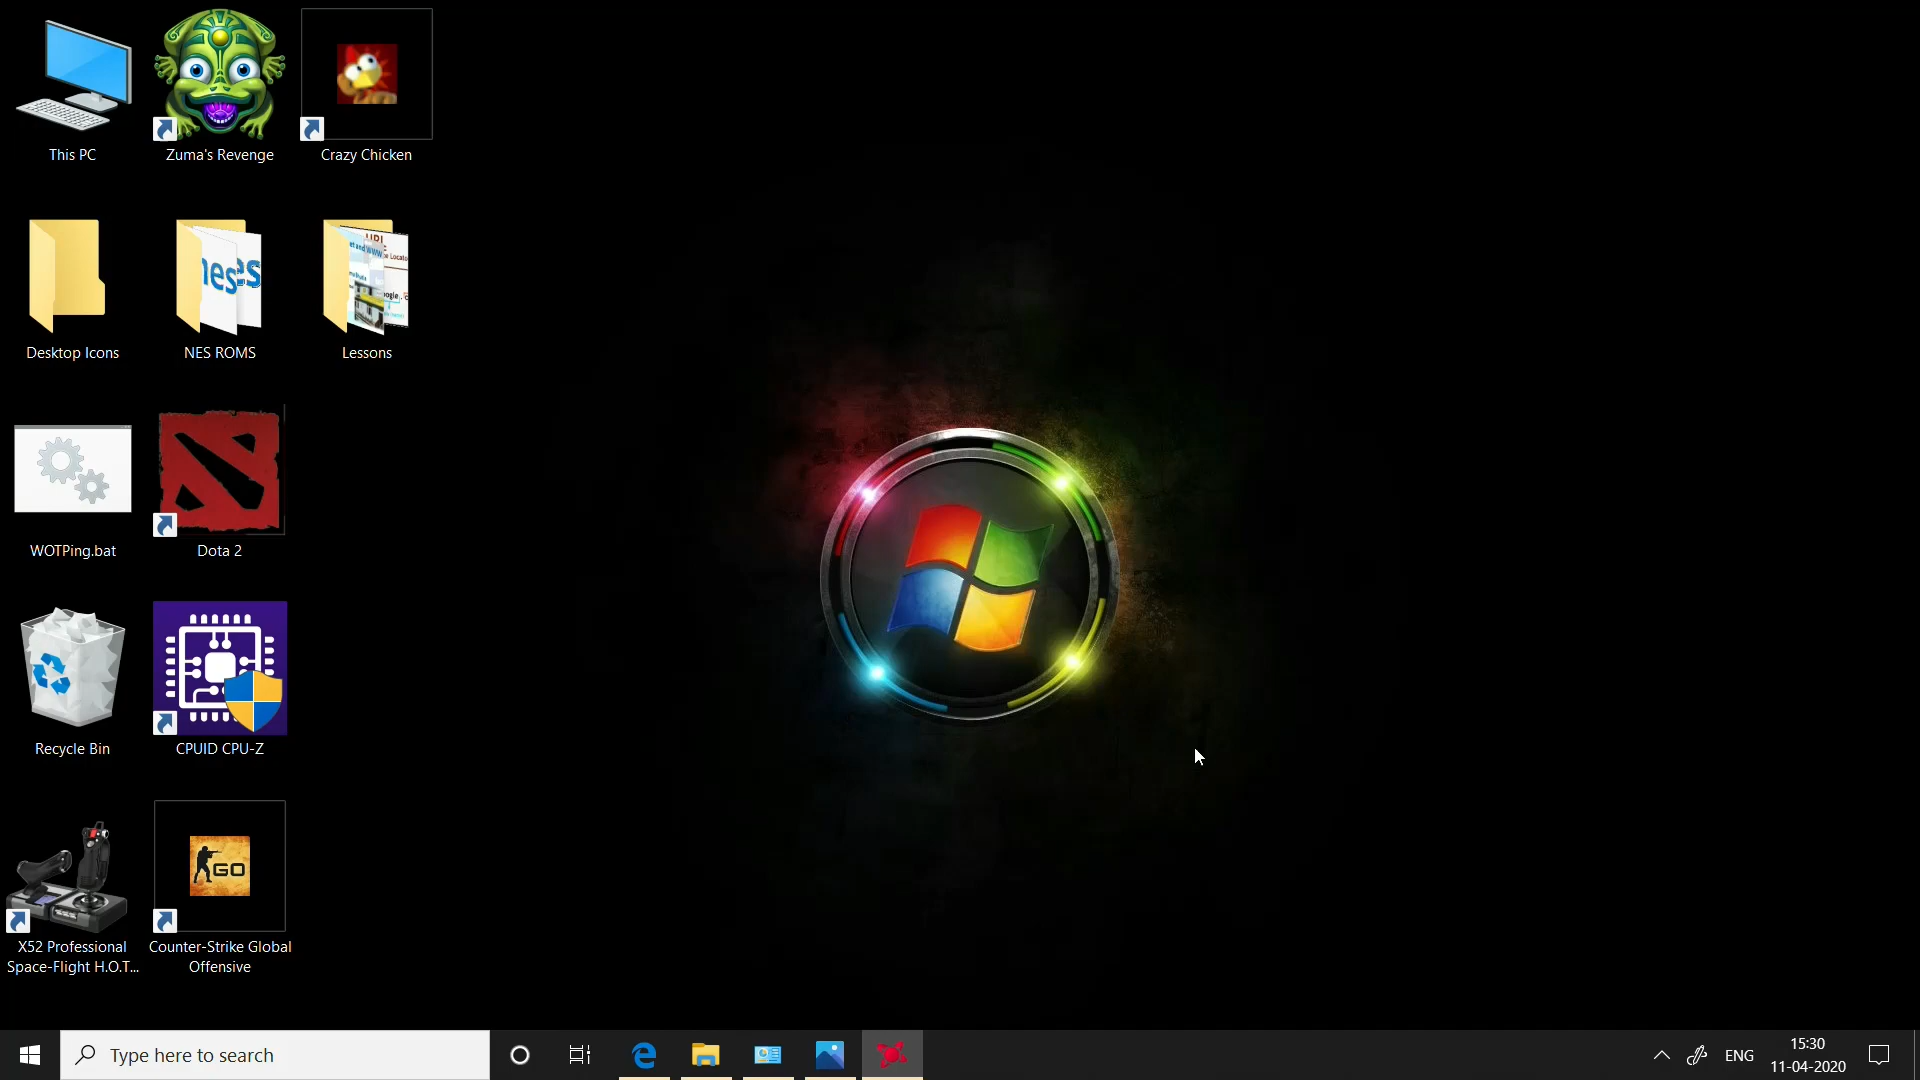 This PC
Zuma's Revenge
Crazy Chicken
Desktop Icons
NES ROMS
Lessons
WOTPing.bat
Dota 2
Recycle Bin
CPUID CPU-Z
X52 Professional
Space-Flight H.O.T...
GO
Counter-Strike Global
Offensive
Type here to search
ENG
15:30
11-04-2020